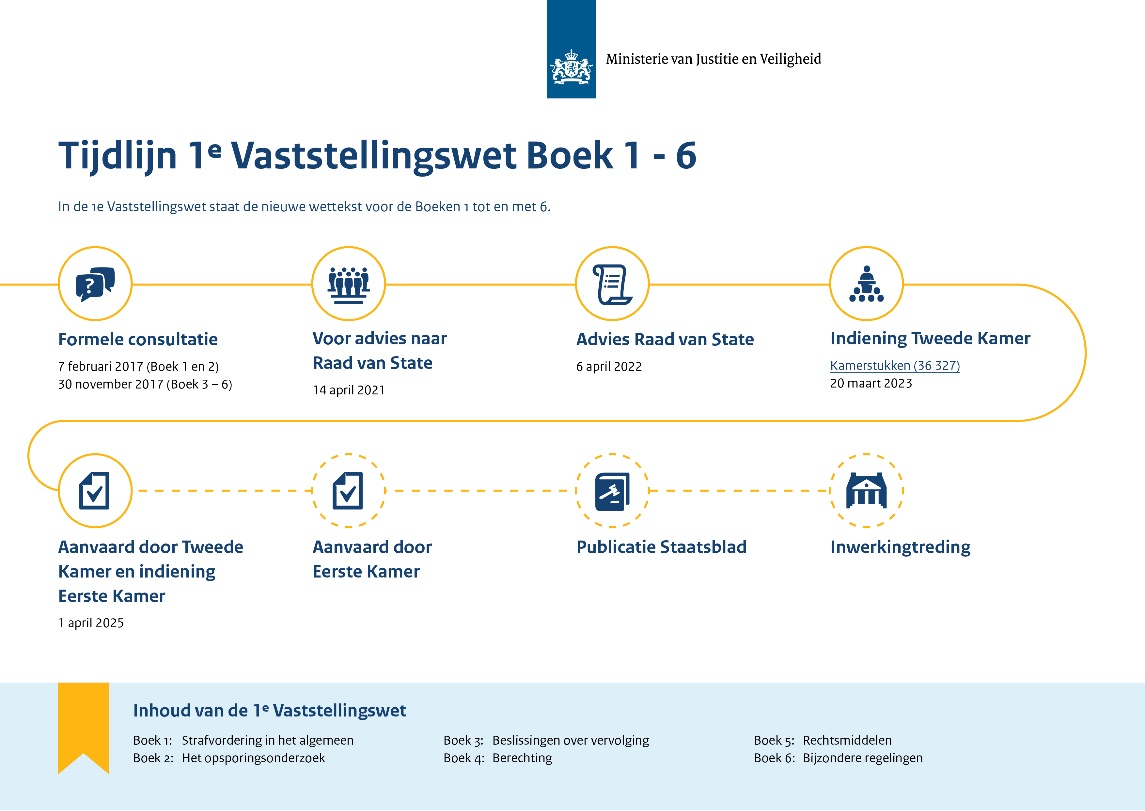 Ministerie van Justitie en Veiligheid
Tijdlijn 1e Vaststellingswet Boek 1 - 6
In de 1e Vaststellingswet staat de nieuwe wettekst voor de Boeken 1 tot en met 6.
?
Formele consultatie
7 februari 2017 (Boek 1 en 2)
30 november 2017 (Boek 3 – 6)
Voor advies naar
Raad van State
14 april 2021
Advies Raad van State
6 april 2022
Indiening Tweede Kamer
Kamerstukken (36 327)
20 maart 2023
Aanvaard door Tweede
Kamer en indiening
Eerste Kamer
1 april 2025
Aanvaard door
Eerste Kamer
Publicatie Staatsblad
Inwerkingtreding
Inhoud van de 1e Vaststellingswet
Boek 1: Strafvordering in het algemeen
Boek 2: Het opsporingsonderzoek
Boek 3: Beslissingen over vervolging
Boek 4: Berechting
Boek 5: Rechtsmiddelen
Boek 6: Bijzondere regelingen